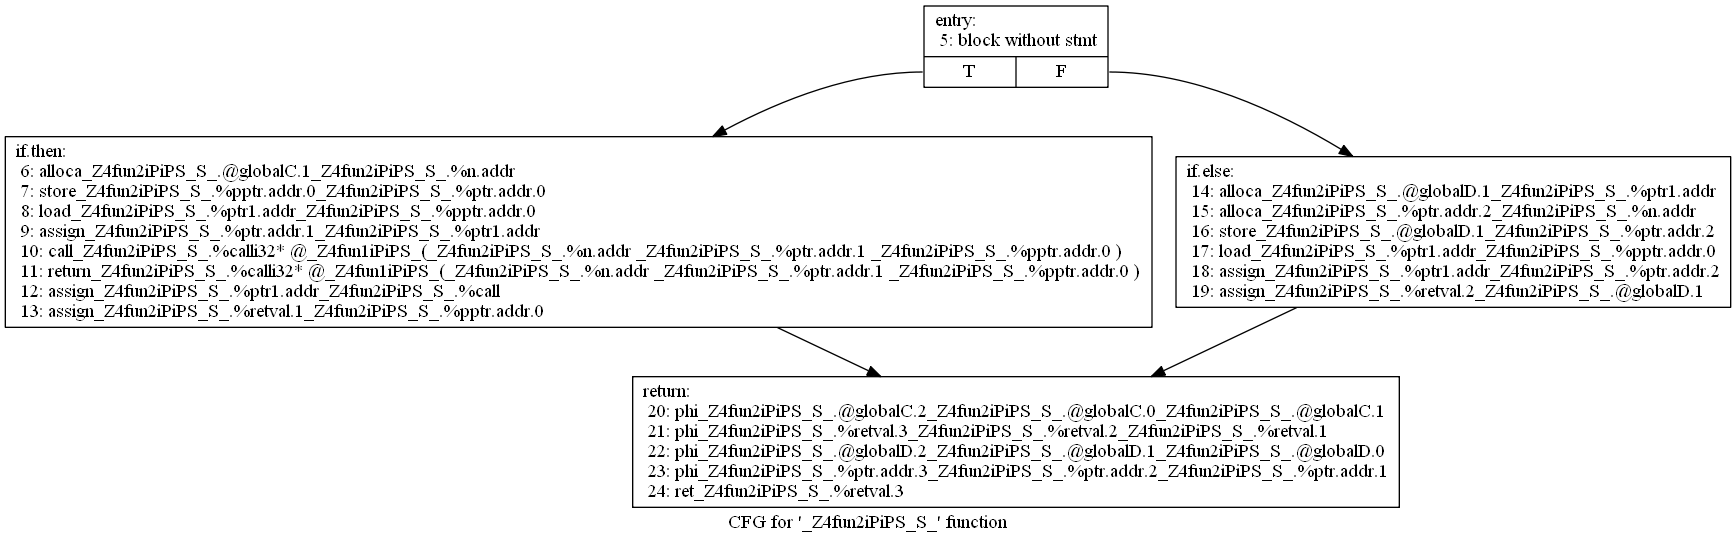 entry:
5: block without stmt
T
F
if.then:
6: alloca_Z4fun2iPiPS_S_.@globalC.1_Z4fun2iPiPS_S_.%n.addr
7: store_Z4fun2iPiPS_S_.%pptr.addr.0_Z4fun2iPiPS_S_.%ptr.addr.0
8: load_Z4fun2iPiPS_S_.%ptr1.addr_Z4fun2iPiPS_S_.%pptr.addr.0
9: assign_Z4fun2iPiPS_S_.%ptr.addr.1_Z4fun2iPiPS_S_.%ptr1.addr
10: call_Z4fun2iPiPS_S_.%calli32* @_Z4fun1iPiPS_(_Z4fun2iPiPS_S_.%n.addr _Z4fun2iPiPS_S_.%ptr.addr.1 _Z4fun2iPiPS_S_.%pptr.addr.0 )
11: return_Z4fun2iPiPS_S_.%calli32* @_Z4fun1iPiPS_(_Z4fun2iPiPS_S_.%n.addr _Z4fun2iPiPS_S_.%ptr.addr.1 _Z4fun2iPiPS_S_.%pptr.addr.0 )
12: assign_Z4fun2iPiPS_S_.%ptr1.addr_Z4fun2iPiPS_S_.%call
13: assign_Z4fun2iPiPS_S_.%retval.1_Z4fun2iPiPS_S_.%pptr.addr.0
if.else:
14: alloca_Z4fun2iPiPS_S_.@globalD.1_Z4fun2iPiPS_S_.%ptr1.addr
15: alloca_Z4fun2iPiPS_S_.%ptr.addr.2_Z4fun2iPiPS_S_.%n.addr
16: store_Z4fun2iPiPS_S_.@globalD.1_Z4fun2iPiPS_S_.%ptr.addr.2
17: load_Z4fun2iPiPS_S_.%ptr1.addr_Z4fun2iPiPS_S_.%pptr.addr.0
18: assign_Z4fun2iPiPS_S_.%ptr1.addr_Z4fun2iPiPS_S_.%ptr.addr.2
19: assign_Z4fun2iPiPS_S_.%retval.2_Z4fun2iPiPS_S_.@globalD.1
return:
20: phi_Z4fun2iPiPS_S_.@globalC.2_Z4fun2iPiPS_S_.@globalC.0_Z4fun2iPiPS_S_.@globalC.1
21: phi_Z4fun2iPiPS_S_.%retval.3_Z4fun2iPiPS_S_.%retval.2_Z4fun2iPiPS_S_.%retval.1
22: phi_Z4fun2iPiPS_S_.@globalD.2_Z4fun2iPiPS_S_.@globalD.1_Z4fun2iPiPS_S_.@globalD.0
23: phi_Z4fun2iPiPS_S_.%ptr.addr.3_Z4fun2iPiPS_S_.%ptr.addr.2_Z4fun2iPiPS_S_.%ptr.addr.1
24: ret_Z4fun2iPiPS_S_.%retval.3
CFG for '_Z4fun2iPiPS_S_' function